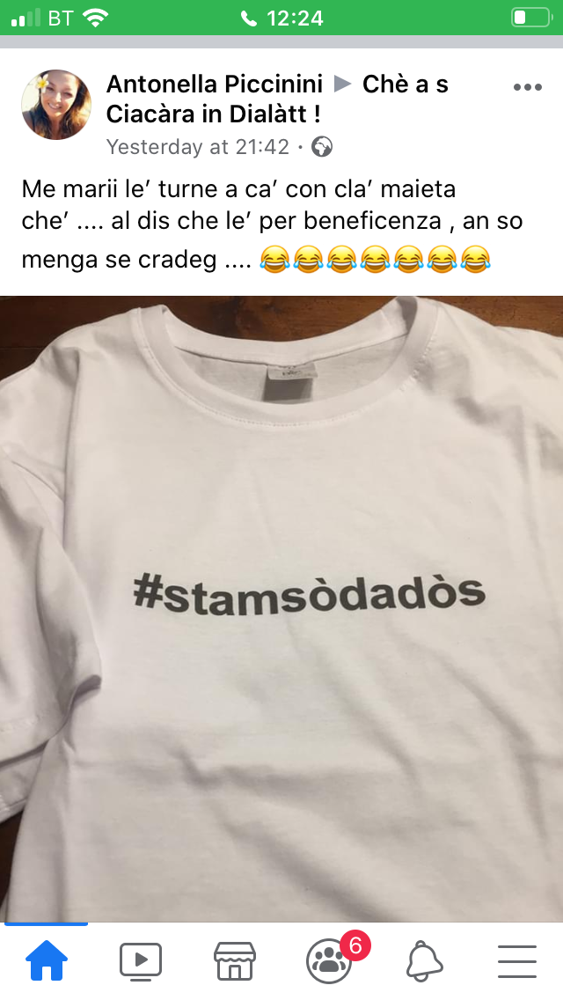 BT 12:24
Antonella Piccinini ▶ Chè a s
Ciacàra in Dialàtt !
Yesterday at 21:42 ·
Me marii le’ turne a ca’ con cla’ maieta
che’ .... al dis che le’ per beneficenza , an so
menga se cradeg .... 😂😂😂😂😂😂😂
#stamsòdadòs
6